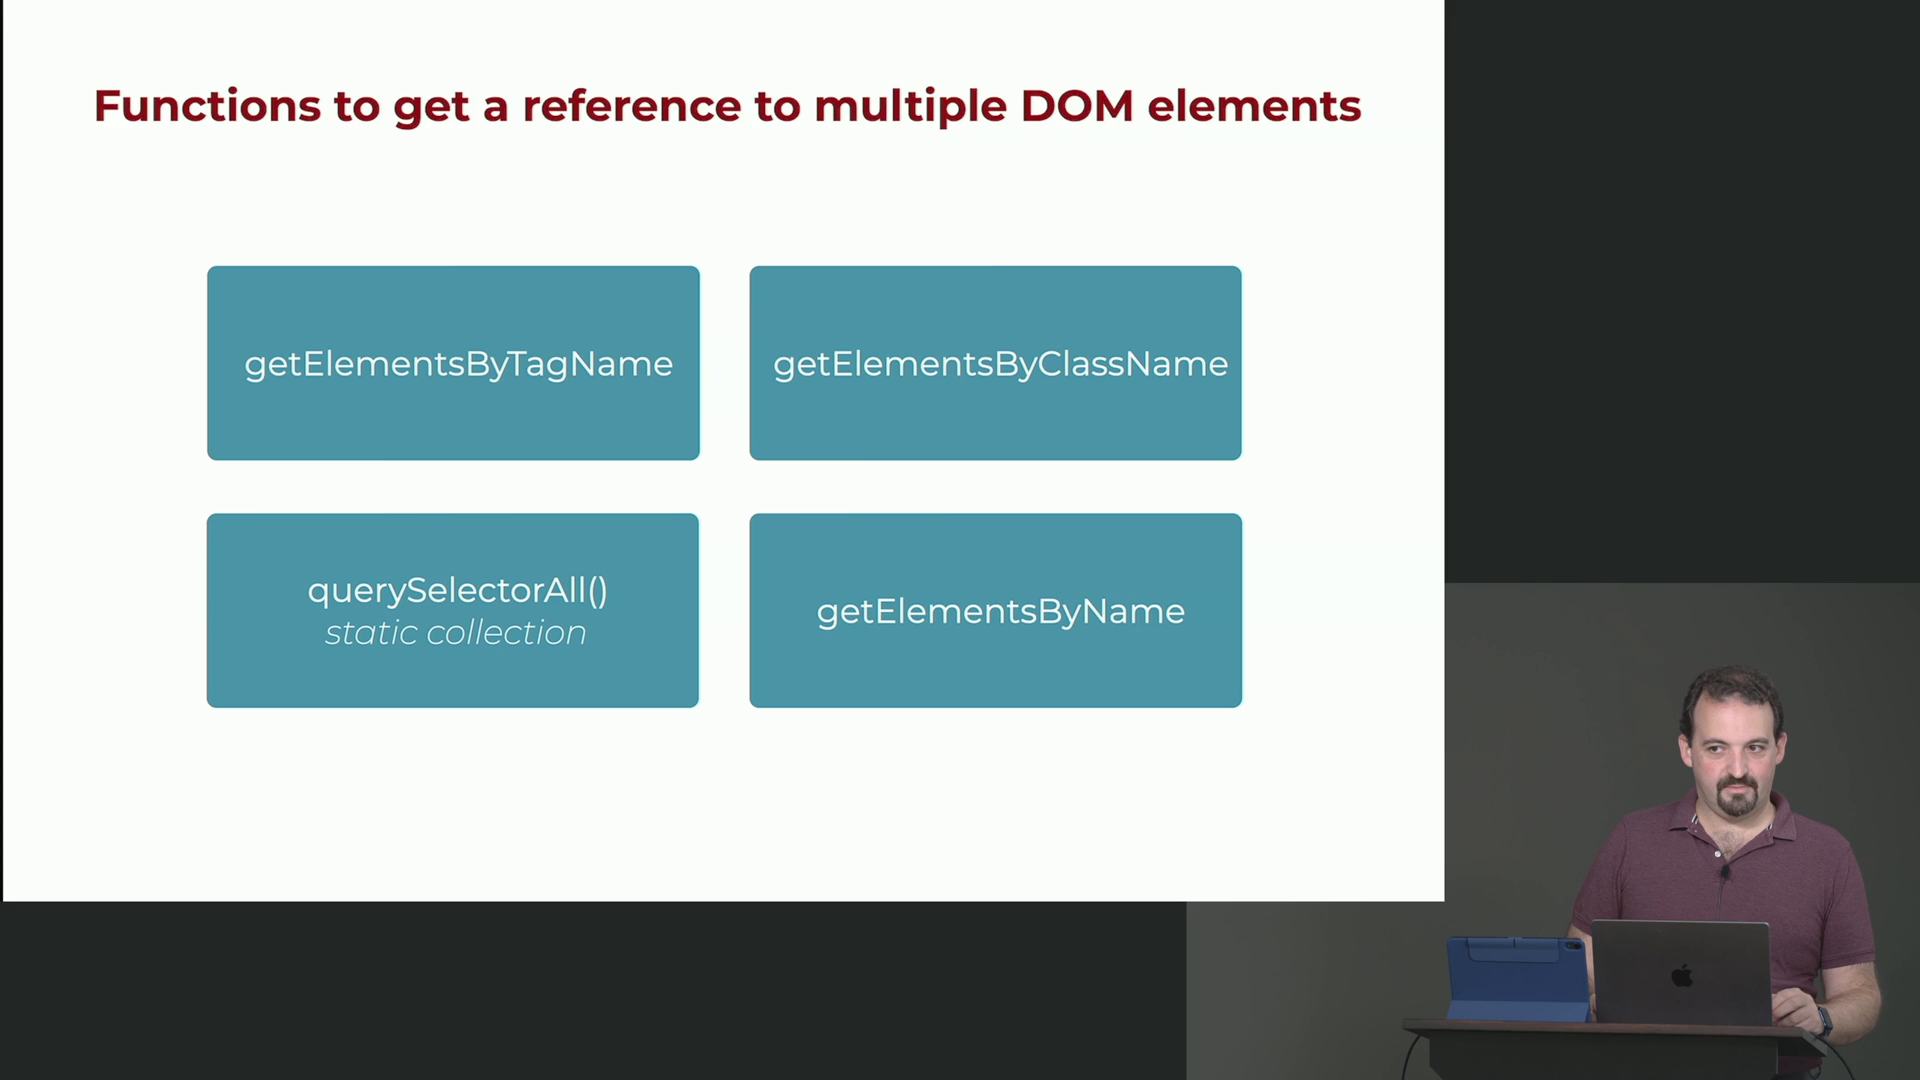 Functions to get a reference to multiple DOM elements
getElementsByTagName
getElementsByClassName
querySelectorAll()
static collection
getElementsByName